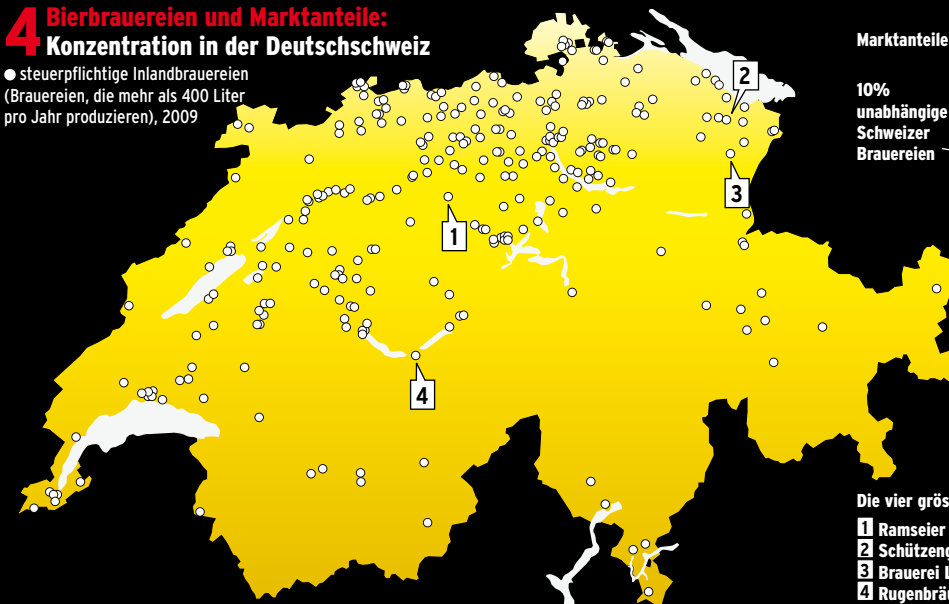 4 Bierbrauereien und Marktanteile:
Konzentration in der Deutschschweiz
steuerpflichtige Inlandbrauereien
(Brauereien, die mehr als 400 Liter
pro Jahr produzieren), 2009
Marktanteile
10%
unabhängige
Schweizer
Brauereien
2
3
1
4
Die vier grös
1 Ramseier
2 Schützeng
3 Brauerei L
4 Rugenbräu